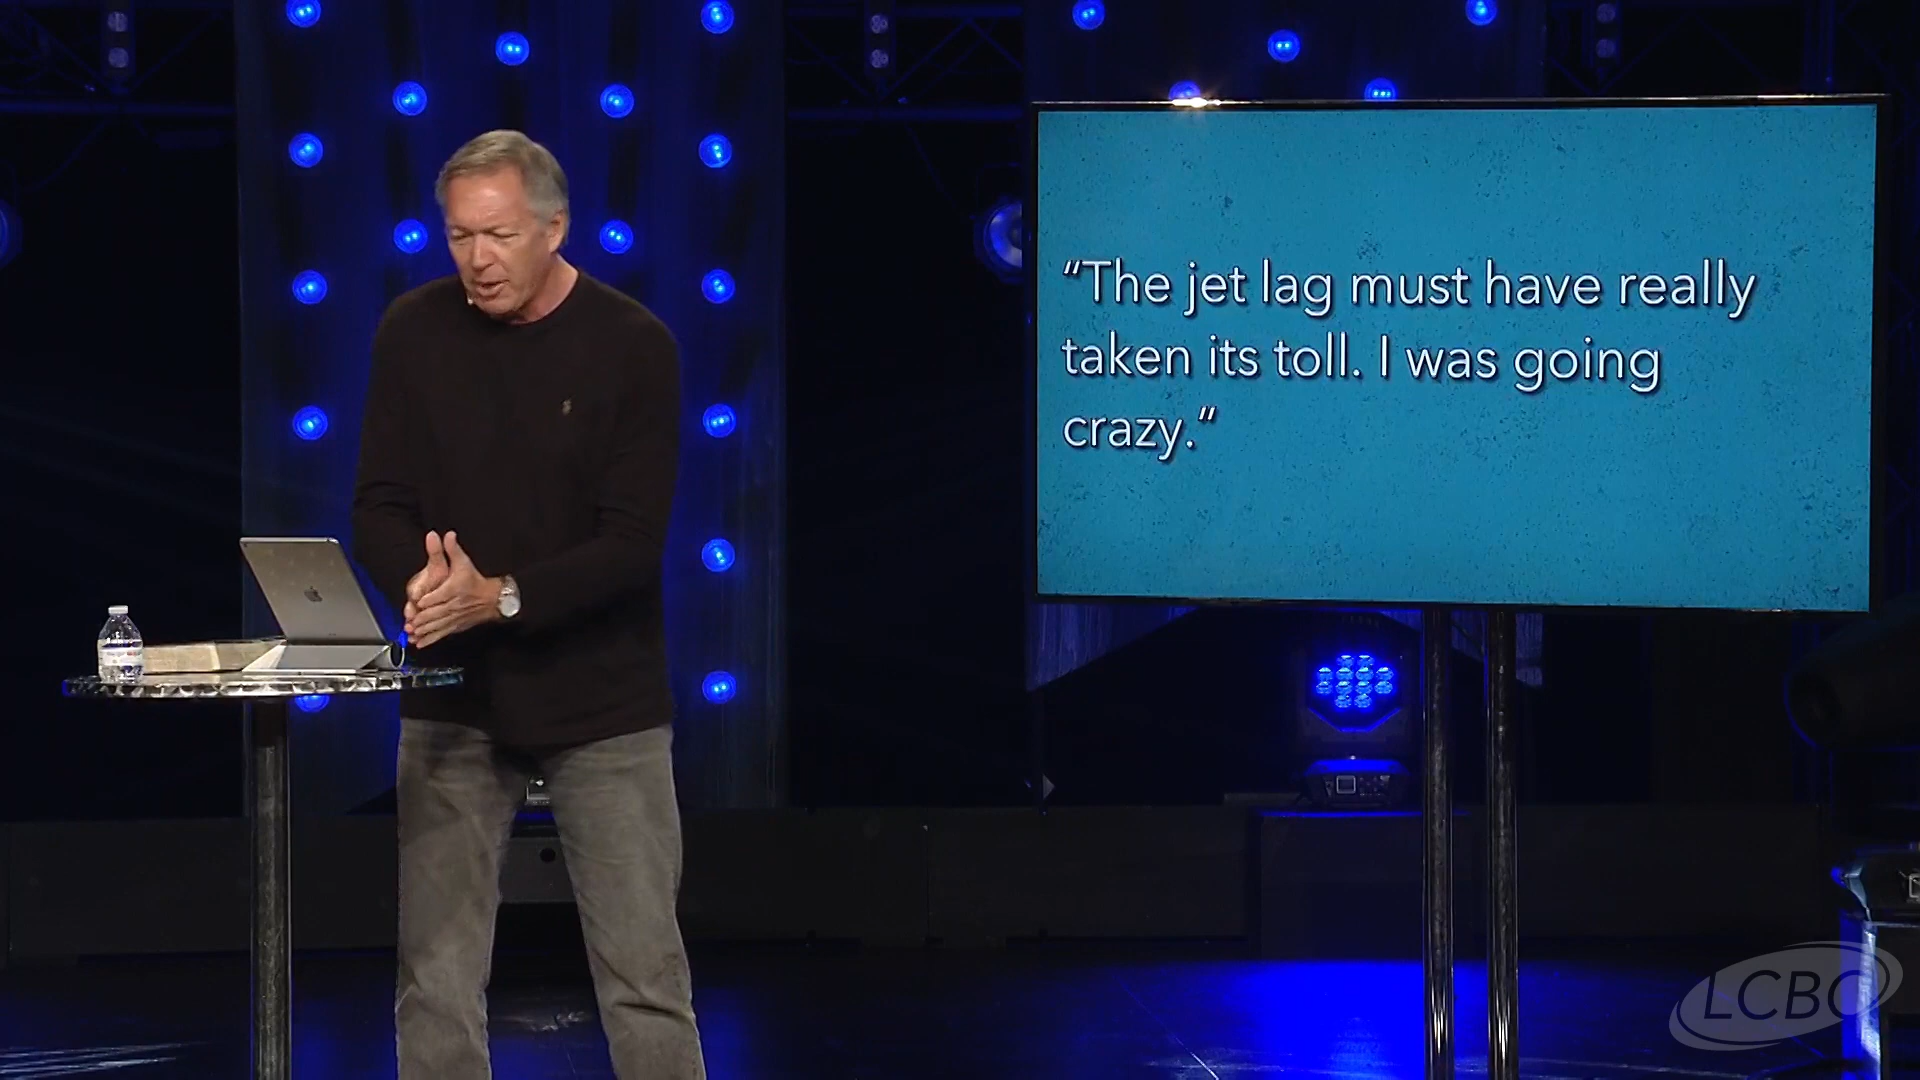 “The jet lag must have really
taken its toll. I was going
crazy.”
LCBC